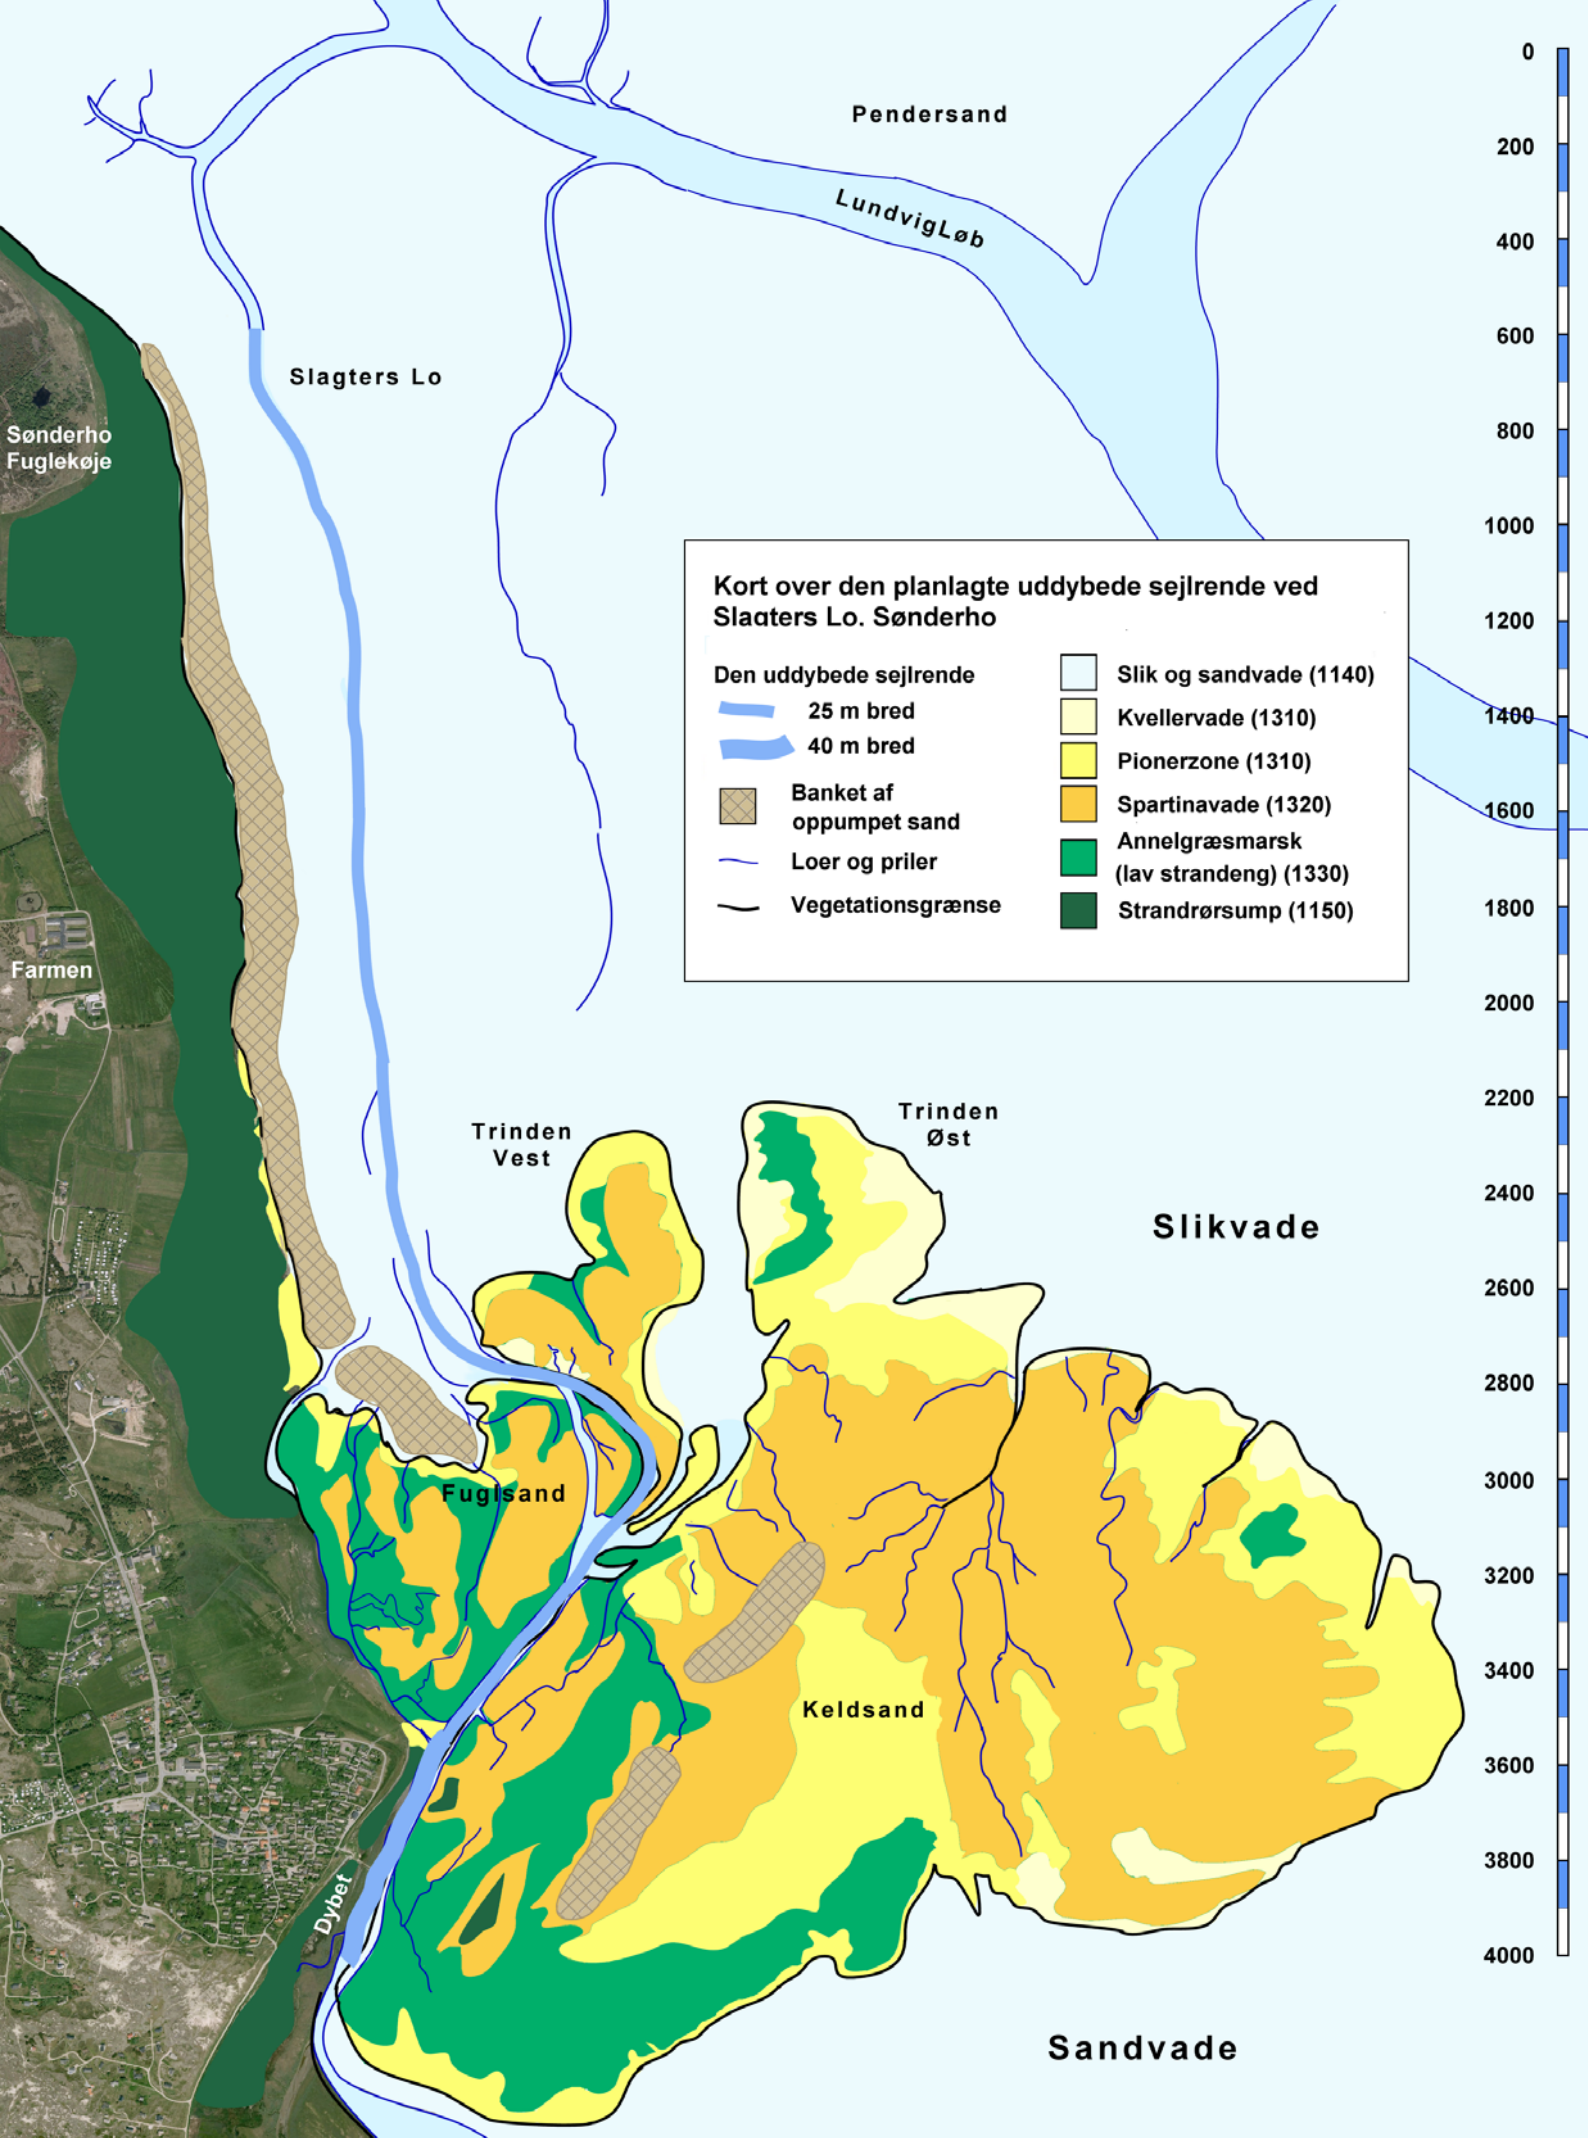 Pendersand
LundvigLøb
Slagters Lo
Sønderho
Fuglekøje
Kort over den planlagte uddybede sejlrende ved
Slagters Lo. Sønderho
Den uddybede sejlrende
25 m bred
40 m bred
Banket af
oppumpet sand
Loer og priler
Vegetationsgrænse
Slik og sandvade (1140)
Kvellervade (1310)
Pionerzone (1310)
Spartinavade (1320)
Annelgræsmarsk
(lav strandeng) (1330)
Strandrørsump (1150)
Farmen
Trinden
Vest
Trinden
Øst
Slikvade
Fuglsand
Keldsand
Dybet
Sandvade
0
200
400
600
800
1000
1200
1400
1600
1800
2000
2200
2400
2600
2800
3000
3200
3400
3600
3800
4000